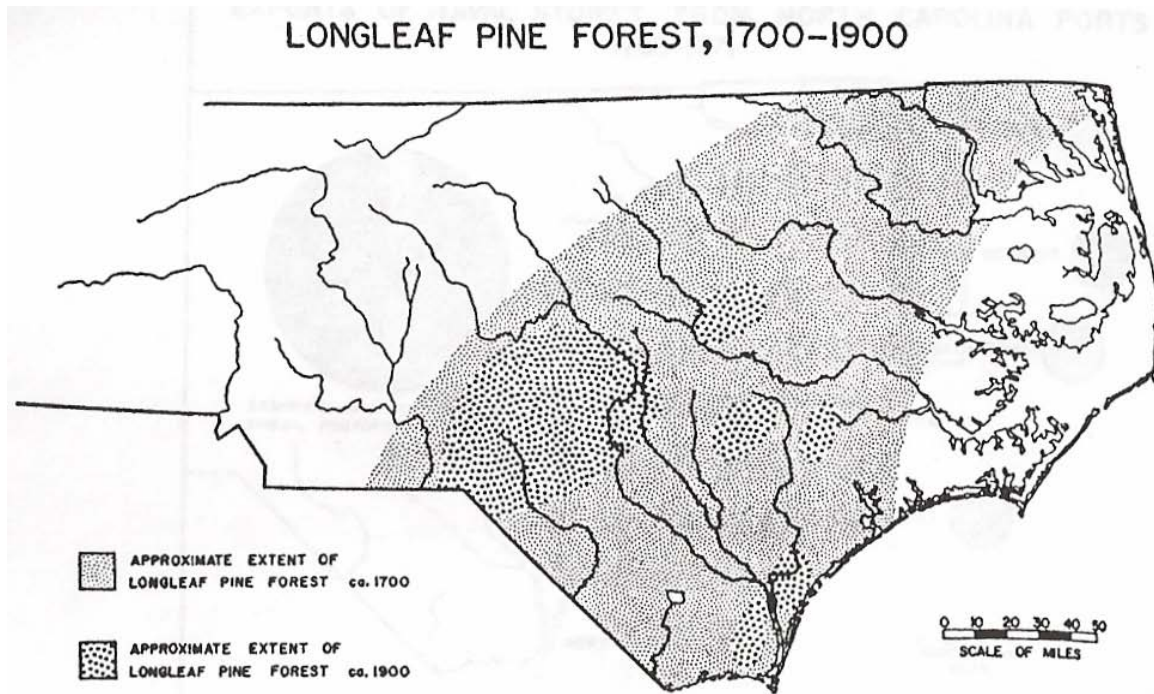 LONGLEAF PINE FOREST, 1700-1900
APPROXIMATE EXTENT OF
LONGLEAF PINE FOREST ca. 1700
APPROXIMATE EXTENT OF
LONGLEAF PINE FOREST ca. 1900
0 10 20 30 40 50
SCALE OF MILES